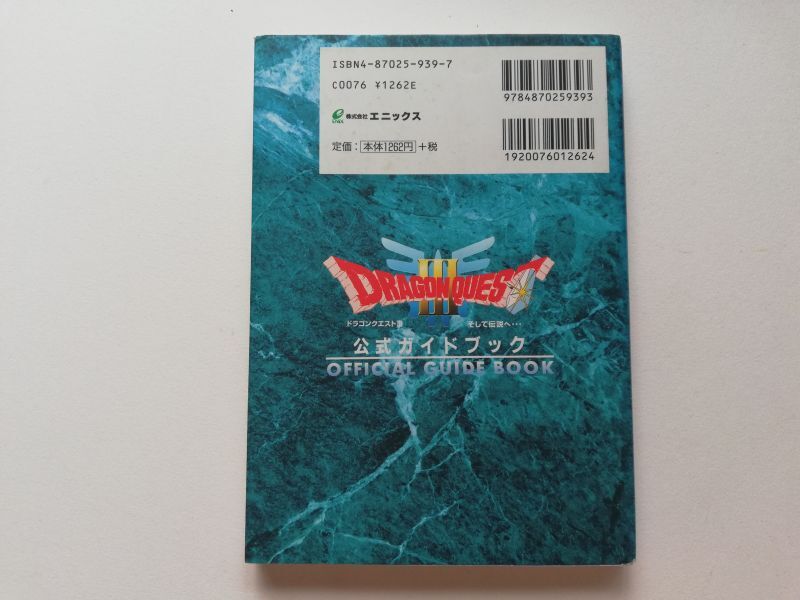 ISBN4-87025-939-7
C0076 ¥1262E
株式会社 エニックス
定価:本体1262円+税
9784870259393
1920076012624
DRAGON QUEST
III
ドラゴンクエストⅢ そして伝説へ…
公式ガイドブック
OFFICIAL GUIDE BOOK